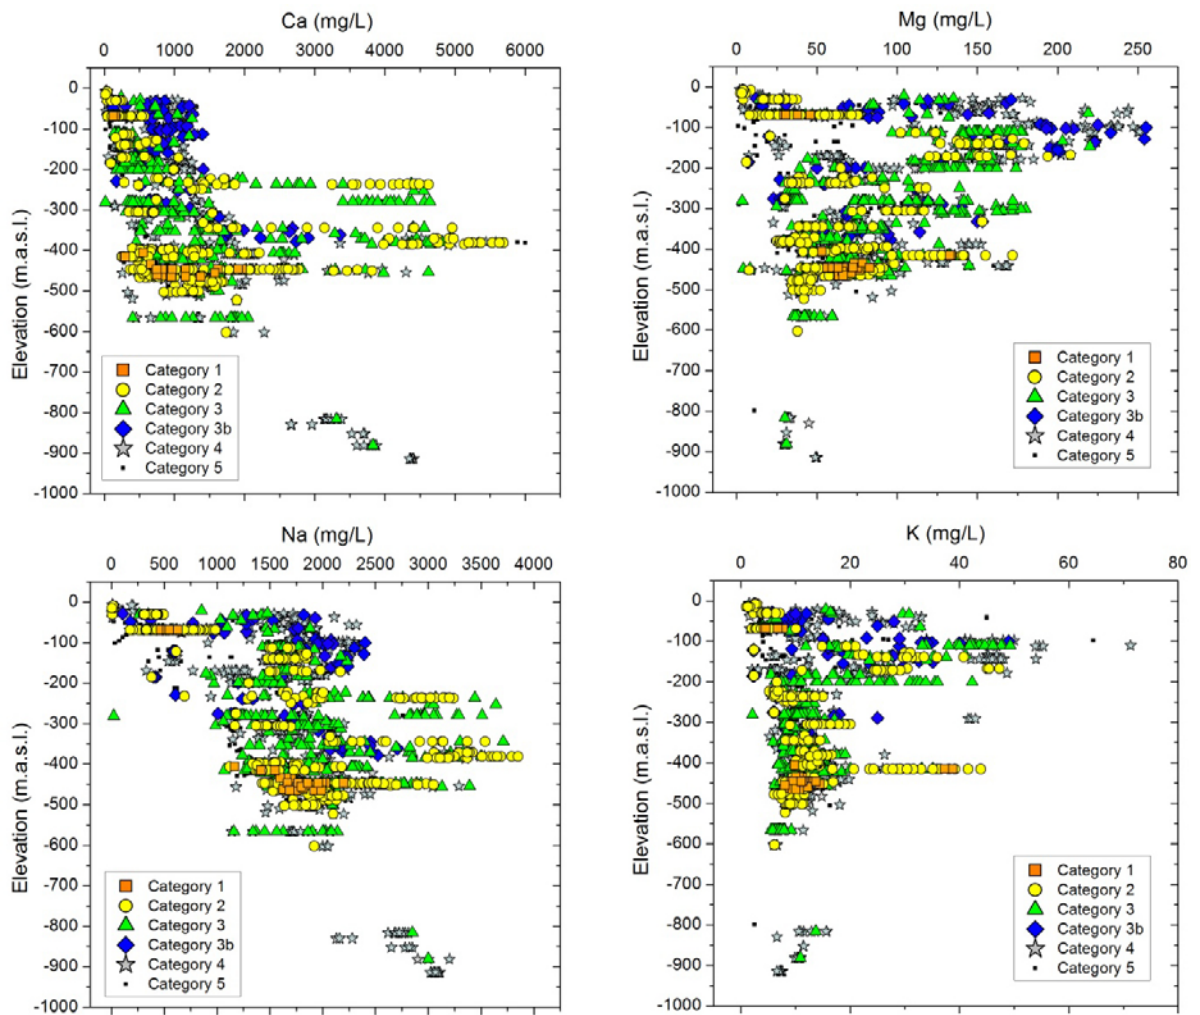 Ca (mg/L)
0 1000 2000 3000 4000 5000 6000
Elevation (m.a.s.l.)
0
-100
-200
-300
-400
-500
-600
-700
-800
-900
-1000
Category 1
Category 2
Category 3
Category 3b
Category 4
Category 5
Mg (mg/L)
0 50 100 150 200 250
Elevation (m.a.s.l.)
0
-100
-200
-300
-400
-500
-600
-700
-800
-900
-1000
Category 1
Category 2
Category 3
Category 3b
Category 4
Category 5
Na (mg/L)
0 500 1000 1500 2000 2500 3000 3500 4000
Elevation (m.a.s.l.)
0
-100
-200
-300
-400
-500
-600
-700
-800
-900
-1000
Category 1
Category 2
Category 3
Category 3b
Category 4
Category 5
K (mg/L)
0 20 40 60 80
Elevation (m.a.s.l.)
0
-100
-200
-300
-400
-500
-600
-700
-800
-900
-1000
Category 1
Category 2
Category 3
Category 3b
Category 4
Category 5